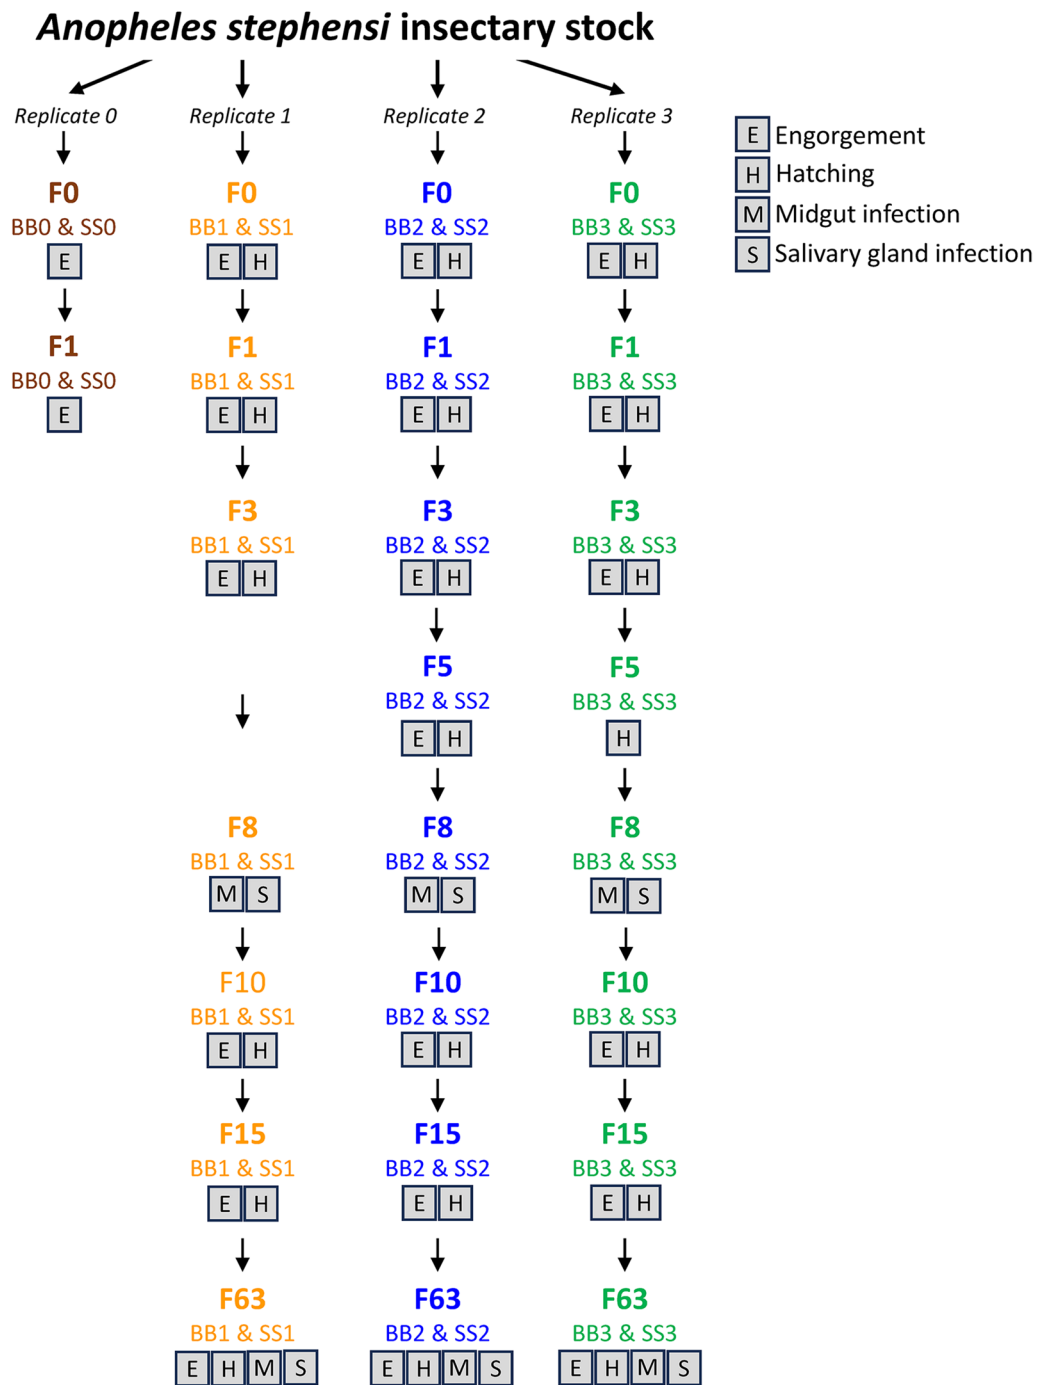 Anopheles stephensi insectary stock
Replicate 0 Replicate 1 Replicate 2 Replicate 3
E Engorgement
H Hatching
M Midgut infection
S Salivary gland infection
F0 F0 F0 F0
BB0 & SS0 BB1 & SS1 BB2 & SS2 BB3 & SS3
E E H E H E H
F1 F1 F1 F1
BB0 & SS0 BB1 & SS1 BB2 & SS2 BB3 & SS3
E E H E H E H
F3 F3 F3
BB1 & SS1 BB2 & SS2 BB3 & SS3
E H E H E H
F5 F5
BB2 & SS2 BB3 & SS3
E H H
F8 F8 F8
BB1 & SS1 BB2 & SS2 BB3 & SS3
M S M S M S
F10 F10 F10
BB1 & SS1 BB2 & SS2 BB3 & SS3
E H E H E H
F15 F15 F15
BB1 & SS1 BB2 & SS2 BB3 & SS3
E H E H E H
F63 F63 F63
BB1 & SS1 BB2 & SS2 BB3 & SS3
E H M S E H M S E H M S